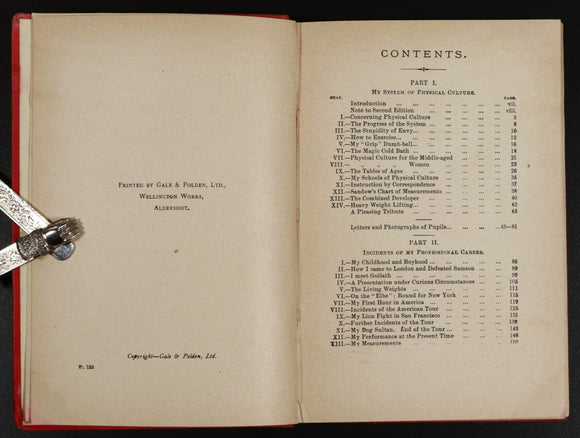 PRINTED BY GALE & POLDEN, LTD.,
WELLINGTON WORKS,
ALDERSHOT.
Copyright—Gale & Polden, Ltd.
P. 125
CONTENTS.
PART I.
MY SYSTEM OF PHYSICAL CULTURE.
CHAP. PAGE.
Introduction ... ... ... ... ... ... ... vii.
Note to Second Edition ... ... ... ... ... viii.
I.—Concerning Physical Culture ... ... ... ... 3
II.—The Progress of the System ... ... ... ... 8
III.—The Stupidity of Envy... ... ... ... ... 10
IV.—How to Exercise... ... ... ... ... ... 12
V.—My "Grip" Dumb-bell... ... ... ... ... 16
VI.—The Magic Cold Bath ... ... ... ... ... 18
VII.—Physical Culture for the Middle-aged ... ... ... 21
VIII.— „ „ „ Women ... ... ... 23
IX.—The Tables of Ages ... ... ... ... ... 26
X.—My Schools of Physical Culture ... ... ... 35
XI.—Instruction by Correspondence ... ... ... 37
XII.—Sandow's Chart of Measurements ... ... ... 38
XIII.—The Combined Developer ... ... ... ... 40
XIV.—Heavy Weight Lifting... ... ... ... ... 42
A Pleasing Tribute ... ... ... ... ... 43
Letters and Photographs of Pupils... ... ... ... 45—81
PART II.
INCIDENTS OF MY PROFESSIONAL CAREER.
I.—My Childhood and Boyhood ... ... ... ... 85
II.—How I came to London and Defeated Samson ... ... 89
III.—I meet Goliath ... ... ... ... ... 99
IV.—A Presentation under Curious Circumstances ... ... 105
V.—The Living Weights ... ... ... ... ... 111
VI.—On the "Elbe": Bound for New York ... ... ... 115
VII.—My First Hour in America ... ... ... ... 119
VIII.—Incidents of the American Tour ... ... ... 125
IX.—My Lion Fight in San Francisco ... ... ... 131
X.—Further Incidents of the Tour ... ... ... 139
XI.—My Dog Sultan. End of the Tour... ... ... 143
XII.—My Performance at the Present Time ... ... ... 146
XIII.—My Measurements ... ... ... ... ... 150